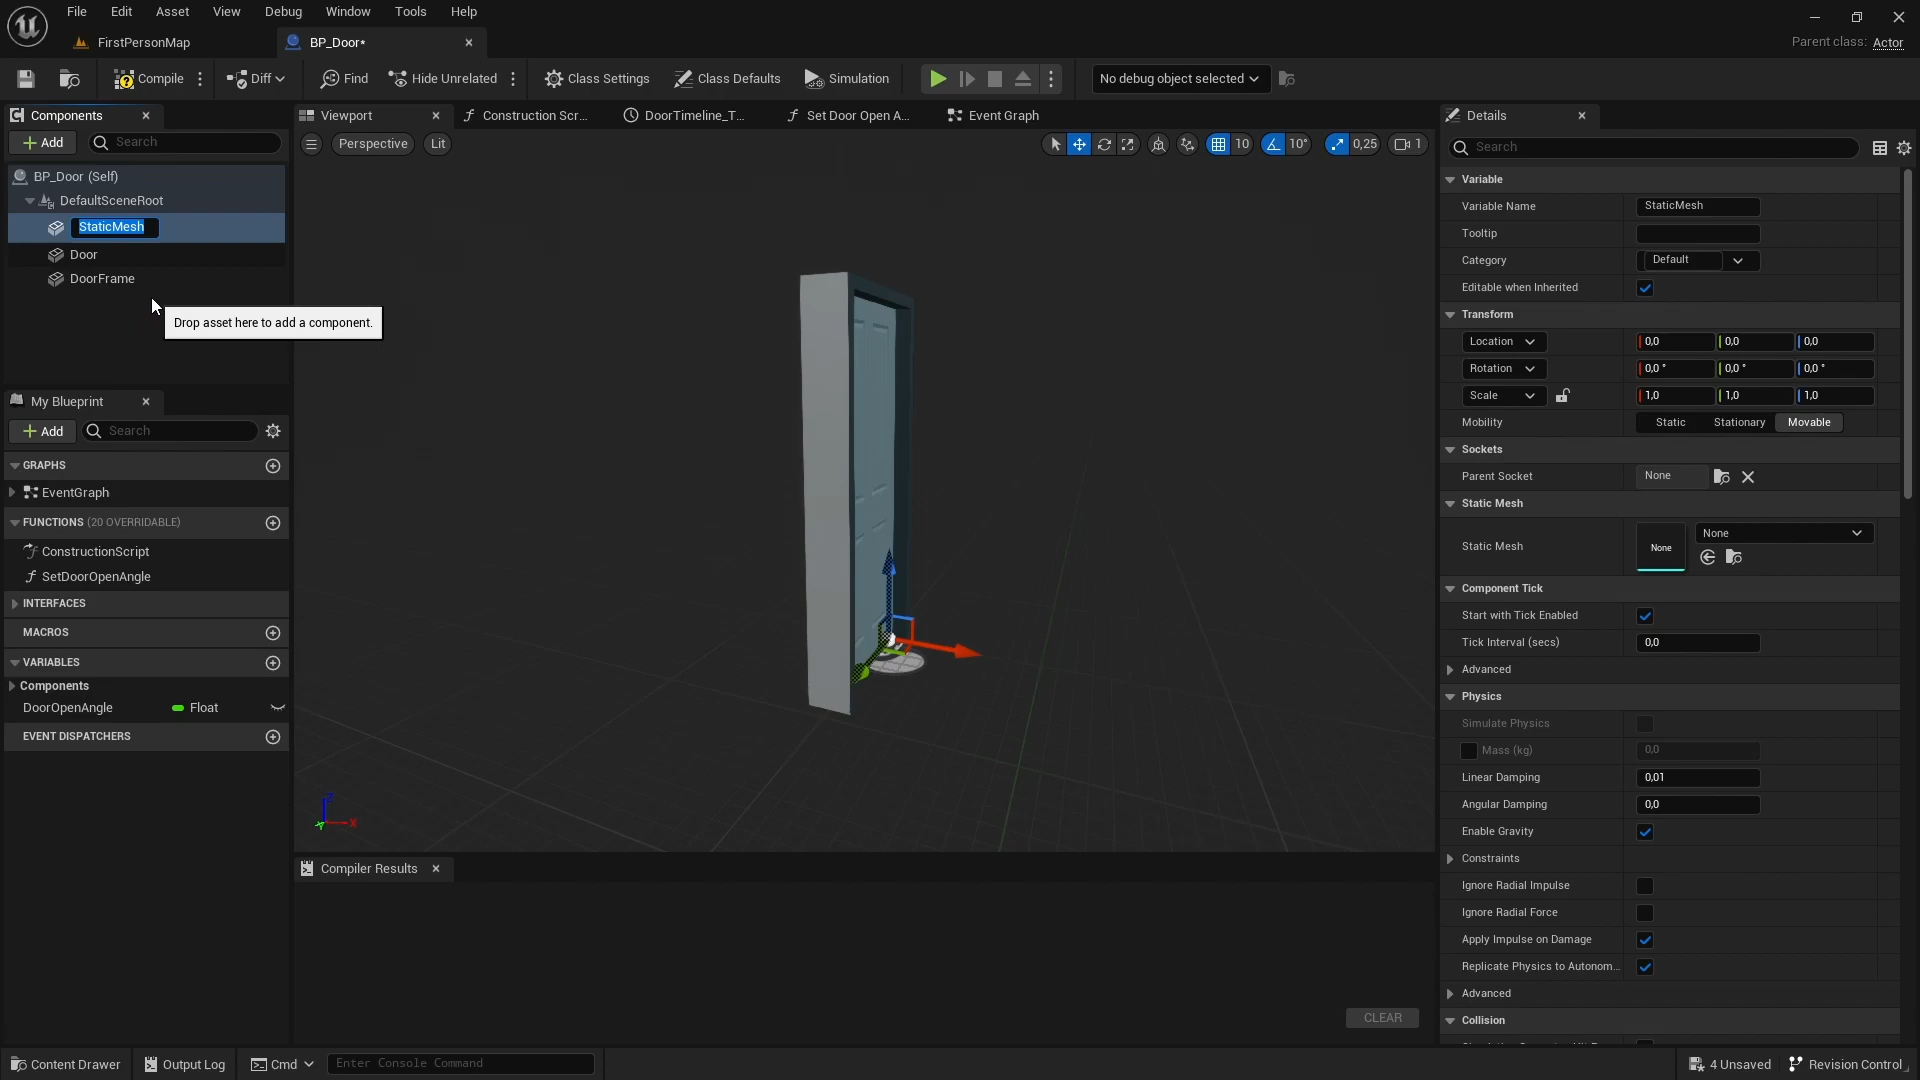 File Edit Asset View Debug Window Tools Help
FirstPersonMap BP_Door* Parent class: Actor
Compile Diff Find Hide Unrelated Class Settings Class Defaults Simulation No debug object selected
Components Viewport Construction Scr... DoorTimeline_T... Set Door Open A... Event Graph Details
Add Search Perspective Lit 10 10° 0,25 1 Search
BP_Door (Self)
DefaultSceneRoot
StaticMesh
Door
DoorFrame
Drop asset here to add a component.
My Blueprint
Add Search
GRAPHS
EventGraph
FUNCTIONS (20 OVERRIDABLE)
ConstructionScript
SetDoorOpenAngle
INTERFACES
MACROS
VARIABLES
Components
DoorOpenAngle Float
EVENT DISPATCHERS
Z
Y X
Compiler Results
CLEAR
Variable
Variable Name StaticMesh
Tooltip
Category Default
Editable when Inherited
Transform
Location 0,0 0,0 0,0
Rotation 0,0 ° 0,0 ° 0,0 °
Scale 1,0 1,0 1,0
Mobility Static Stationary Movable
Sockets
Parent Socket None
Static Mesh
Static Mesh None None
Component Tick
Start with Tick Enabled
Tick Interval (secs) 0,0
Advanced
Physics
Simulate Physics
Mass (kg) 0,0
Linear Damping 0,01
Angular Damping 0,0
Enable Gravity
Constraints
Ignore Radial Impulse
Ignore Radial Force
Apply Impulse on Damage
Replicate Physics to Autonom...
Advanced
Collision
Content Drawer Output Log Cmd Enter Console Command 4 Unsaved Revision Control